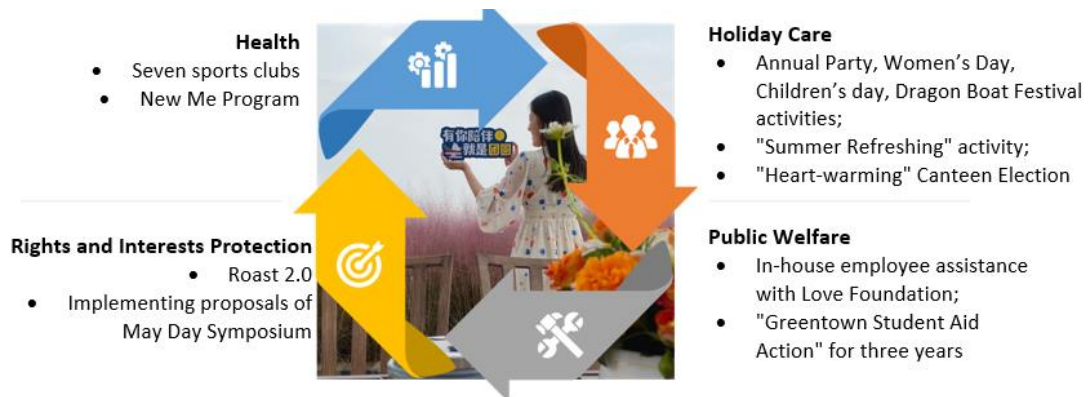 Health
• Seven sports clubs
• New Me Program
Holiday Care
• Annual Party, Women's Day,
Children's day, Dragon Boat Festival
activities;
• "Summer Refreshing" activity;
• "Heart-warming" Canteen Election
有你陪伴
就是团圆
Rights and Interests Protection
• Roast 2.0
• Implementing proposals of
May Day Symposium
Public Welfare
• In-house employee assistance
with Love Foundation;
• "Greentown Student Aid
Action" for three years